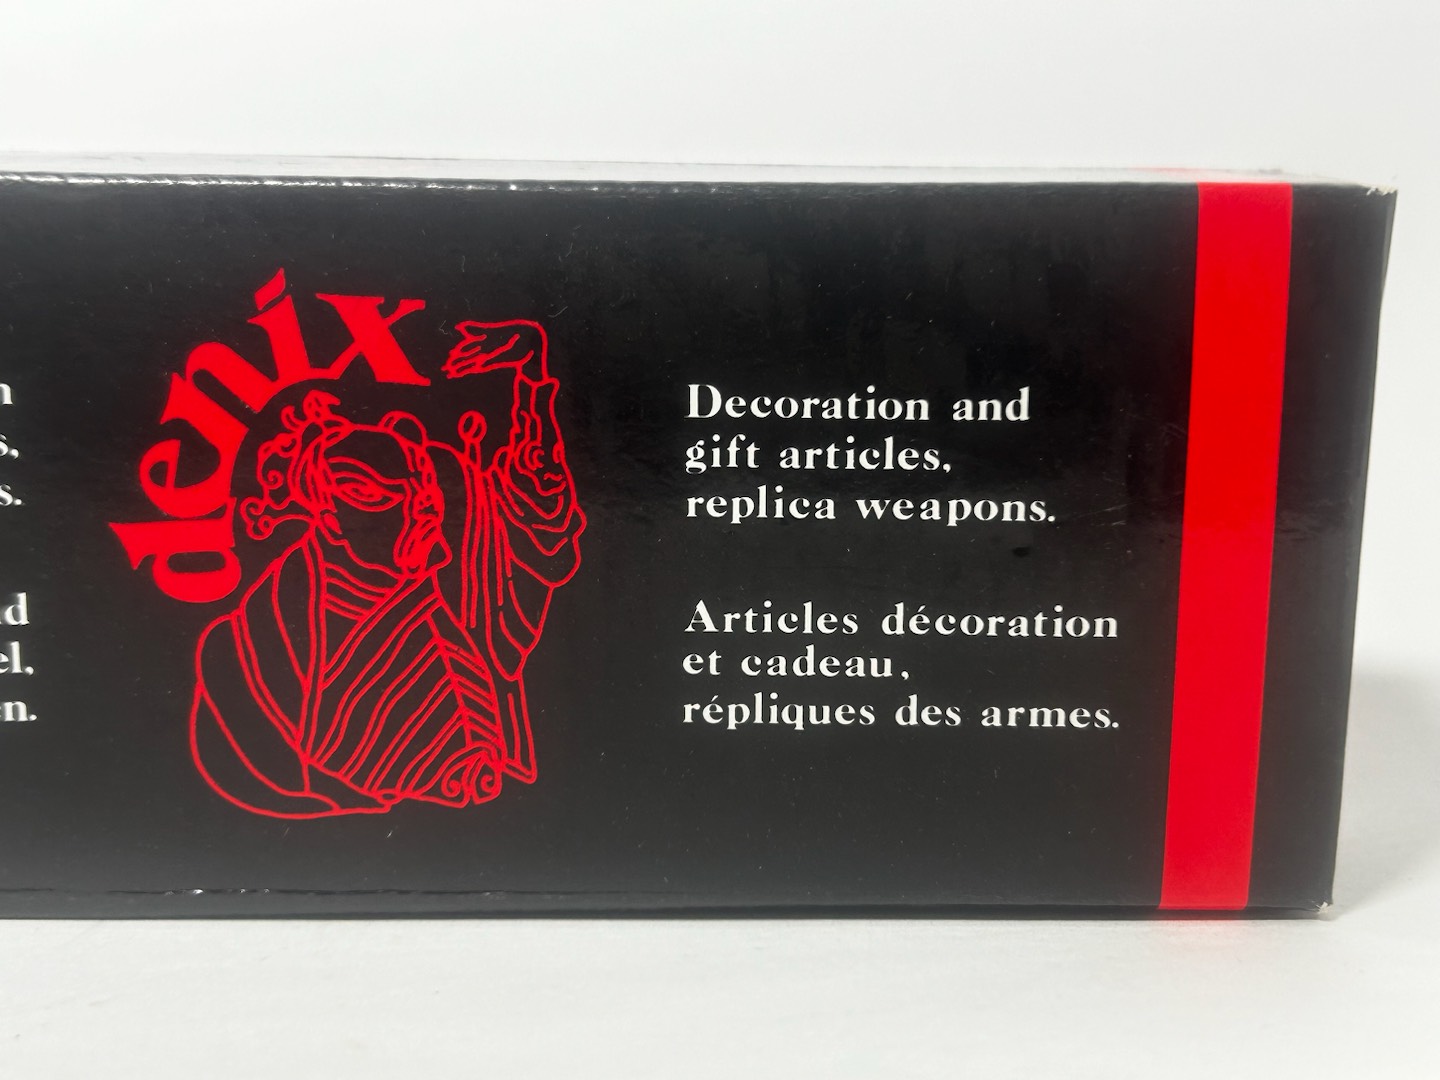 denix
Decoration and
gift articles,
replica weapons.
Articles décoration
et cadeau,
répliques des armes.